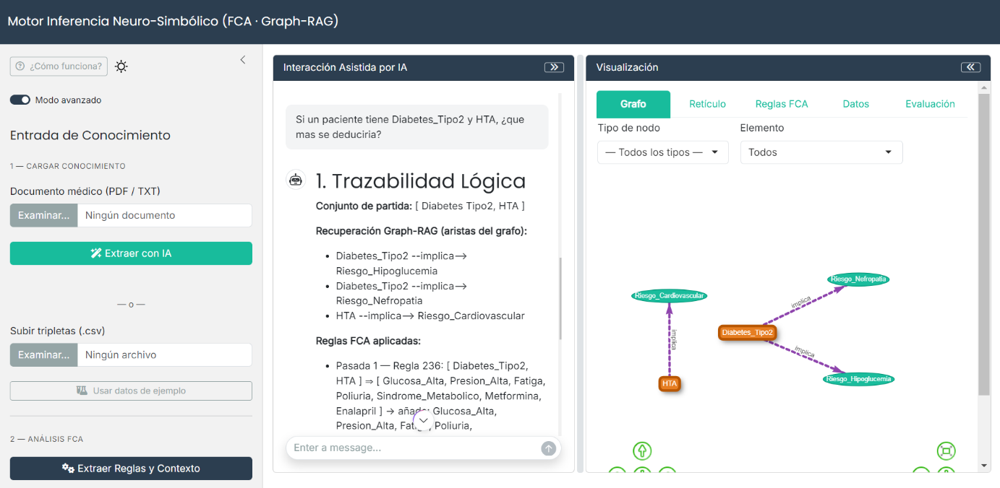 Motor Inferencia Neuro-Simbólico (FCA · Graph-RAG)
¿Cómo funciona?
Modo avanzado
Entrada de Conocimiento
1 — CARGAR CONOCIMIENTO
Documento médico (PDF / TXT)
Examinar... Ningún documento
Extraer con IA
— o —
Subir tripletas (.csv)
Examinar... Ningún archivo
Usar datos de ejemplo
2 — ANÁLISIS FCA
Extraer Reglas y Contexto
Interacción Asistida por IA
Si un paciente tiene Diabetes_Tipo2 y HTA, ¿que
mas se deduciria?
1. Trazabilidad Lógica
Conjunto de partida: [ Diabetes Tipo2, HTA ]
Recuperación Graph-RAG (aristas del grafo):
• Diabetes_Tipo2 --implica-->
Riesgo_Hipoglucemia
• Diabetes_Tipo2 --implica-->
Riesgo_Nefropatia
• HTA --implica--> Riesgo_Cardiovascular
Reglas FCA aplicadas:
• Pasada 1 — Regla 236: [ Diabetes_Tipo2,
HTA ] ⇒ [ Glucosa_Alta, Presion_Alta, Fatiga,
Poliuria, Sindrome_Metabolico, Metformina,
Enalapril ] → añade: Glucosa_Alta,
Presion_Alta, Fatiga, Poliuria,
Enter a message...
Visualización
Grafo Retículo Reglas FCA Datos Evaluación
Tipo de nodo Elemento
— Todos los tipos — Todos
Riesgo_Nefropatia
Riesgo_Cardiovascular
implica
Diabetes_Tipo2
implica
implica
Riesgo_Hipoglucemia
HTA